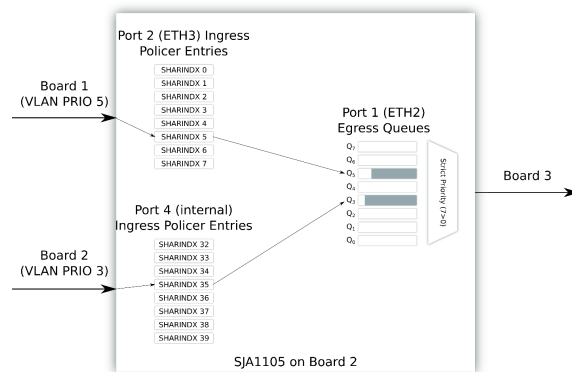 Port 2 (ETH3) Ingress
Policer Entries
SHARINDX 0
SHARINDX 1
SHARINDX 2
SHARINDX 3
SHARINDX 4
SHARINDX 5
SHARINDX 6
SHARINDX 7
Board 1
(VLAN PRIO 5)
Port 4 (internal)
Ingress Policer Entries
SHARINDX 32
SHARINDX 33
SHARINDX 34
SHARINDX 35
SHARINDX 36
SHARINDX 37
SHARINDX 38
SHARINDX 39
Board 2
(VLAN PRIO 3)
Port 1 (ETH2)
Egress Queues
Q7
Q6
Q5
Q4
Q3
Q2
Q1
Q0
Strict Priority (7>0)
Board 3
SJA1105 on Board 2